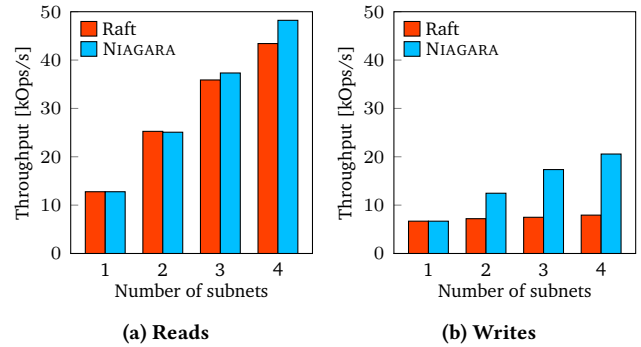 Throughput [kOps/s]
50
40
30
20
10
0
Raft
NIAGARA
1 2 3 4
Number of subnets
(a) Reads
Throughput [kOps/s]
50
40
30
20
10
0
Raft
NIAGARA
1 2 3 4
Number of subnets
(b) Writes